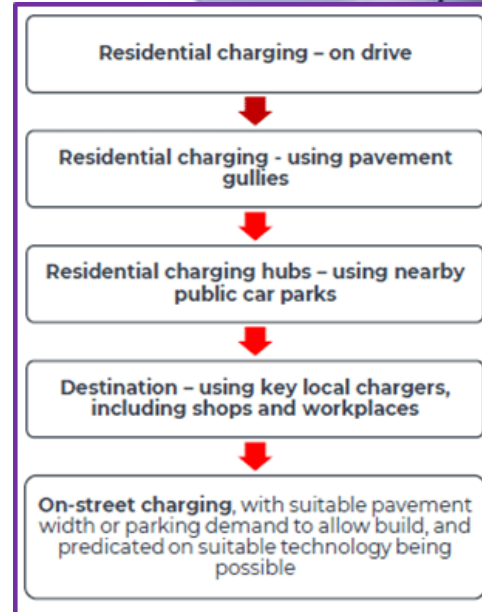 Residential charging – on drive
Residential charging - using pavement
gullies
Residential charging hubs – using nearby
public car parks
Destination – using key local chargers,
including shops and workplaces
On-street charging, with suitable pavement
width or parking demand to allow build, and
predicated on suitable technology being
possible